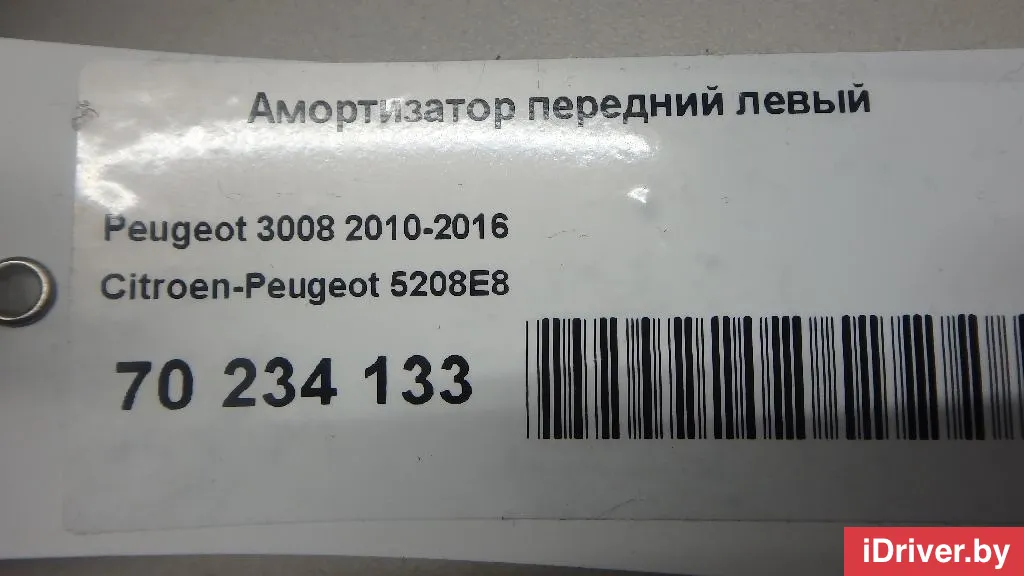 Амортизатор передний левый
Peugeot 3008 2010-2016
Citroen-Peugeot 5208E8
70 234 133
iDriver.by